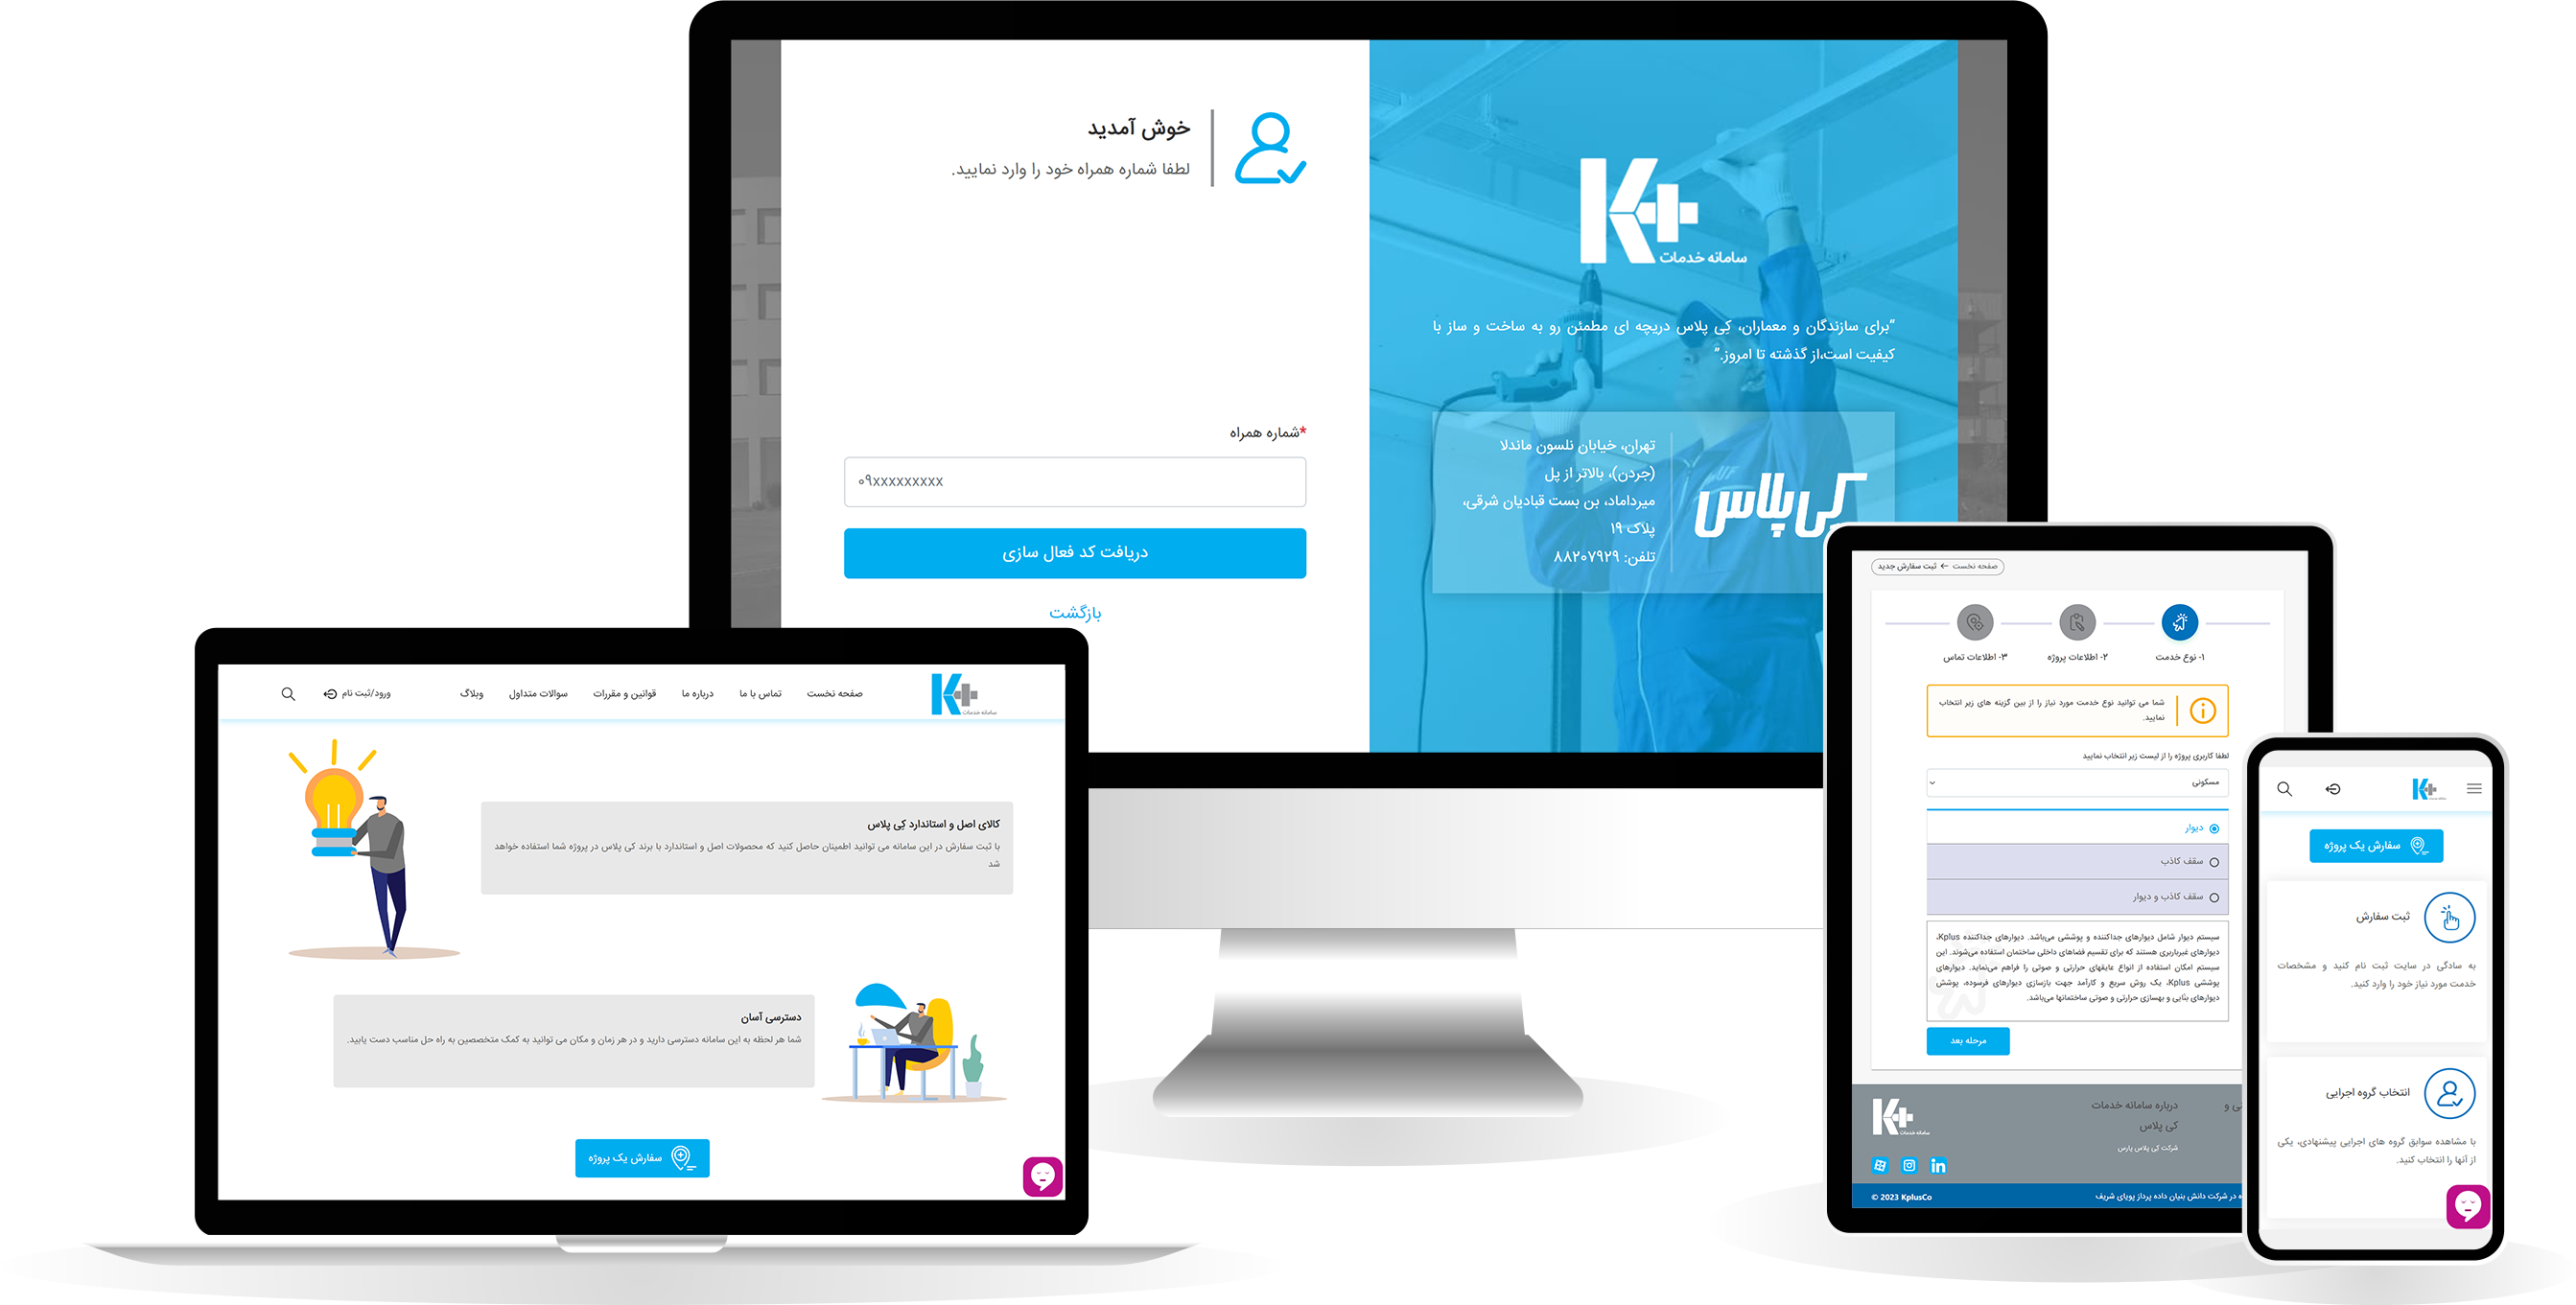 خوش آمدید
لطفا شماره همراه خود را وارد نمایید.
*شماره همراه
۰۹xxxxxxxxx
دریافت کد فعال سازی
بازگشت
K+
سامانه خدمات
“برای سازندگان و معماران، کِی پلاس دریچه ای مطمئن رو به ساخت و ساز با
کیفیت است،از گذشته تا امروز.”
کی پلاس
تهران، خیابان نلسون ماندلا
(جردن)، بالاتر از پل
میرداماد، بن بست قبادیان شرقی،
پلاک ۱۹
تلفن: ۸۸۲۰۷۹۲۹
K+
سامانه خدمات
صفحه نخست تماس با ما درباره ما قوانین و مقررات سوالات متداول وبلاگ
ورود/ثبت نام
کالای اصل و استاندارد کِی پلاس
با ثبت سفارش در این سامانه می توانید اطمینان حاصل کنید که محصولات اصل و استاندارد با برند کی پلاس در پروژه شما استفاده خواهد
شد
دسترسی آسان
شما هر لحظه به این سامانه دسترسی دارید و در هر زمان و مکان می توانید به کمک متخصصین به راه حل مناسب دست یابید.
سفارش یک پروژه
صفحه نخست ← ثبت سفارش جدید
۱- نوع خدمت
۲- اطلاعات پروژه
۳- اطلاعات تماس
شما می توانید نوع خدمت مورد نیاز را از بین گزینه های زیر انتخاب
نمایید.
لطفا کاربری پروژه را از لیست زیر انتخاب نمایید
مسکونی
دیوار
سقف کاذب
سقف کاذب و دیوار
سیستم دیوار شامل دیوارهای جداکننده و پوششی می‌باشد. دیوارهای جداکننده Kplus،
دیوارهای غیرباربری هستند که برای تقسیم فضاهای داخلی ساختمان استفاده می‌شوند. این
سیستم امکان استفاده از انواع عایقهای حرارتی و صوتی را فراهم می‌نماید. دیوارهای
پوششی Kplus، یک روش سریع و کارآمد جهت بازسازی دیوارهای فرسوده، پوشش
دیوارهای بنایی و بهسازی حرارتی و صوتی ساختمانها می‌باشد.
مرحله بعد
درباره سامانه خدمات
کی پلاس
شرکت کِی پلاس پارس
K+
سامانه خدمات
ه در شرکت دانش بنیان داده پرداز پویای شریف
© 2023 KplusCo
K+
سفارش یک پروژه
ثبت سفارش
به سادگی در سایت ثبت نام کنید و مشخصات
خدمت مورد نیاز خود را وارد کنید.
انتخاب گروه اجرایی
با مشاهده سوابق گروه های اجرایی پیشنهادی، یکی
از آنها را انتخاب کنید.